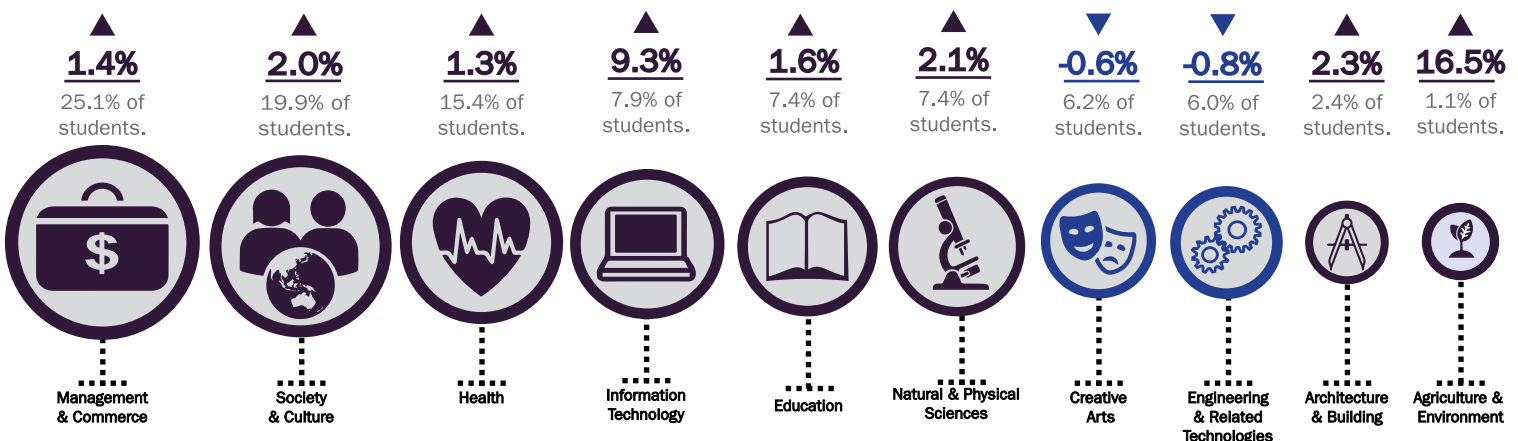 1.4%
25.1% of
students.
2.0%
19.9% of
students.
1.3%
15.4% of
students.
9.3%
7.9% of
students.
1.6%
7.4% of
students.
2.1%
7.4% of
students.
-0.6%
6.2% of
students.
-0.8%
6.0% of
students.
2.3%
2.4% of
students.
16.5%
1.1% of
students.
$
Management
& Commerce
Society
& Culture
Health
Information
Technology
Education
Natural & Physical
Sciences
Creative
Arts
Engineering
& Related
Technologies
Architecture
& Building
Agriculture &
Environment